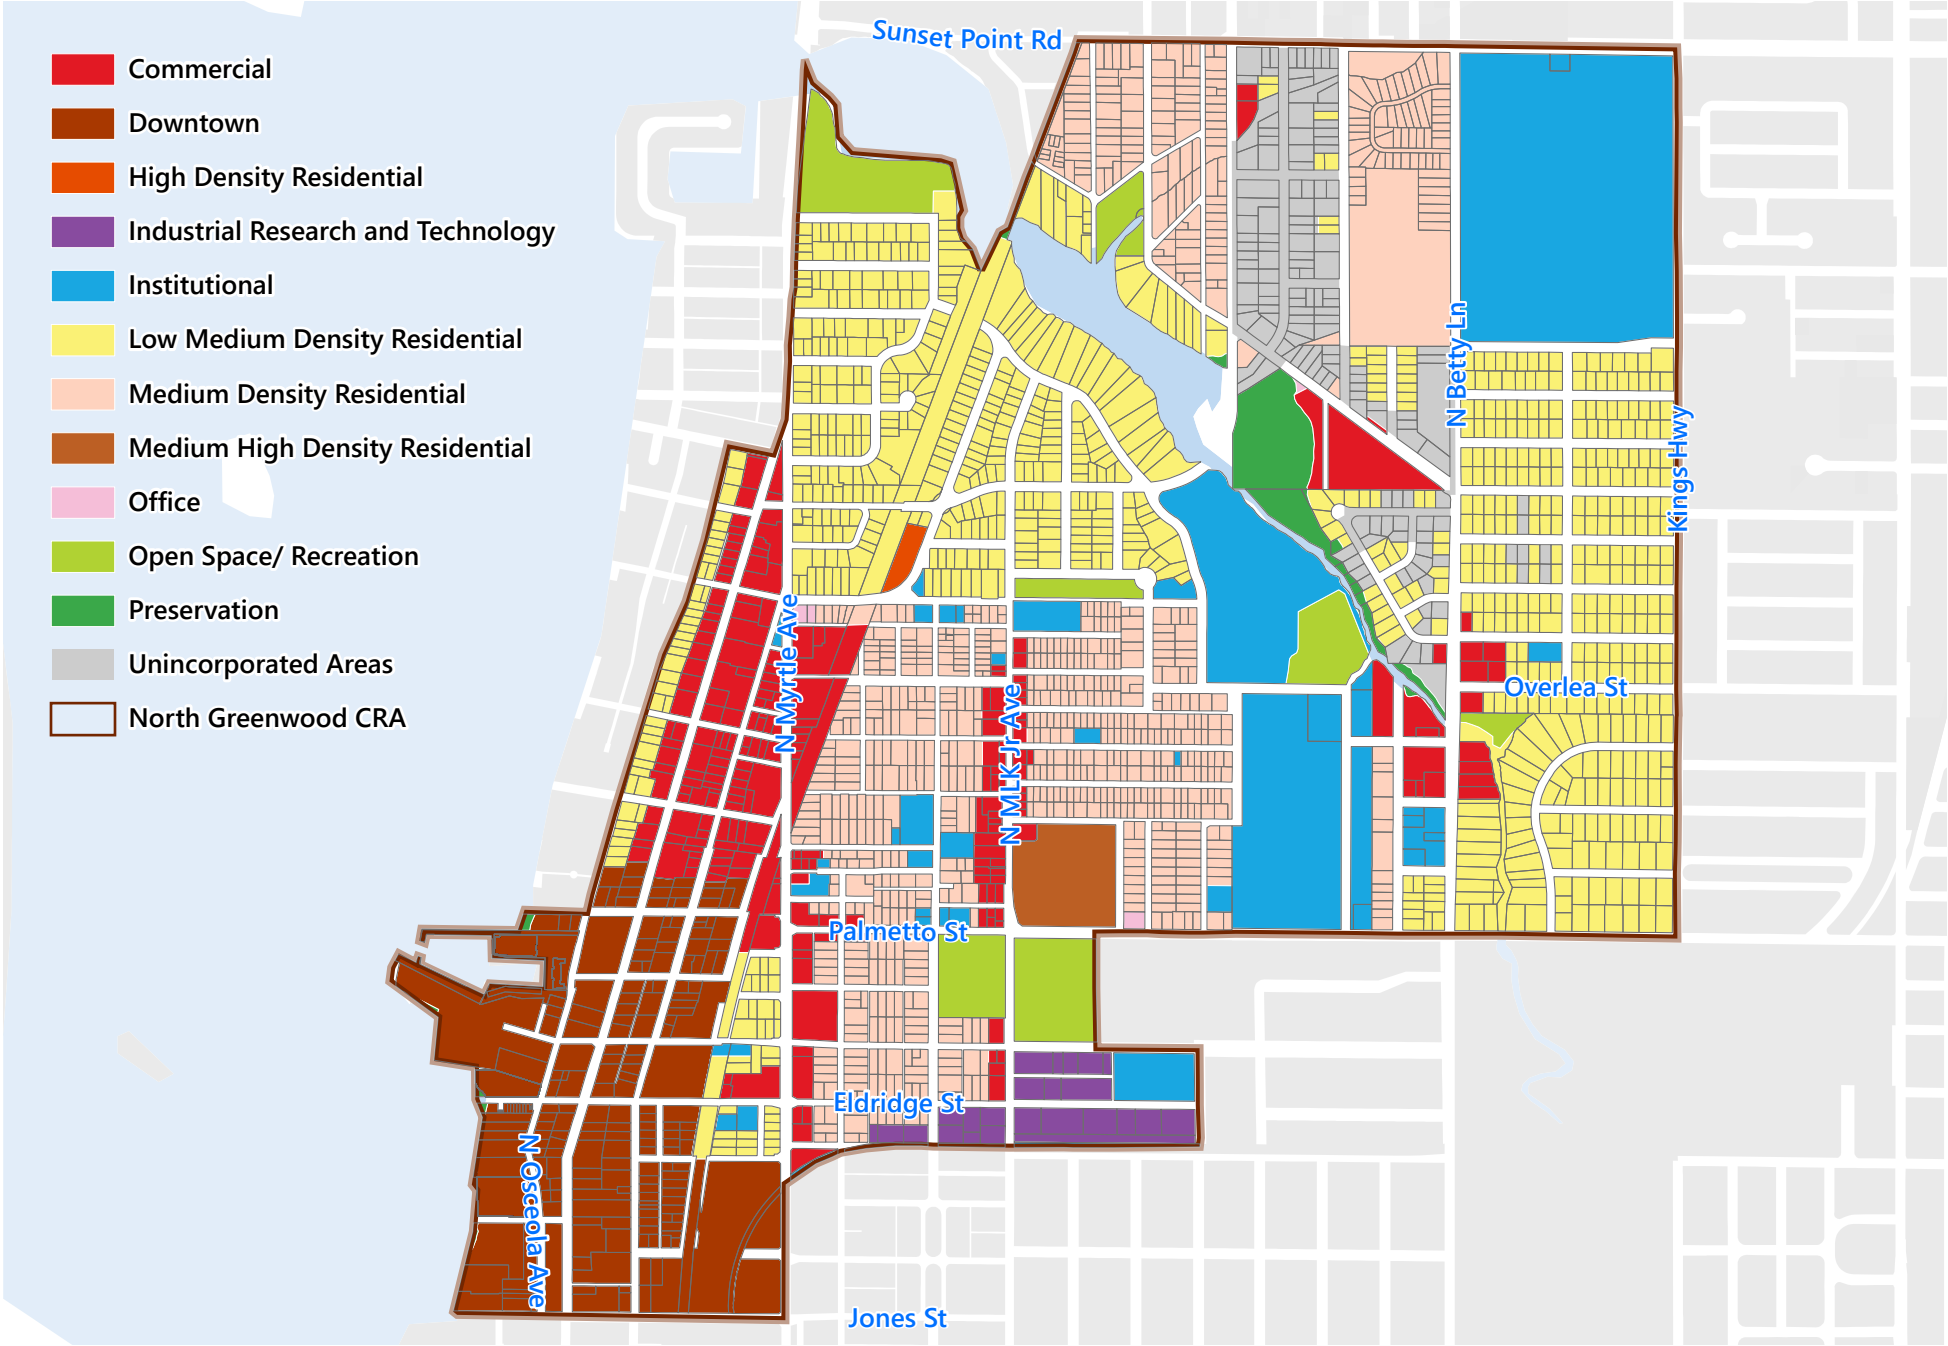 Commercial
Downtown
High Density Residential
Industrial Research and Technology
Institutional
Low Medium Density Residential
Medium Density Residential
Medium High Density Residential
Office
Open Space/ Recreation
Preservation
Unincorporated Areas
North Greenwood CRA
Sunset Point Rd
N Betty Ln
Kings Hwy
N Myrtle Ave
N MLK Jr Ave
Overlea St
Palmetto St
Eldridge St
N Osceola Ave
Jones St